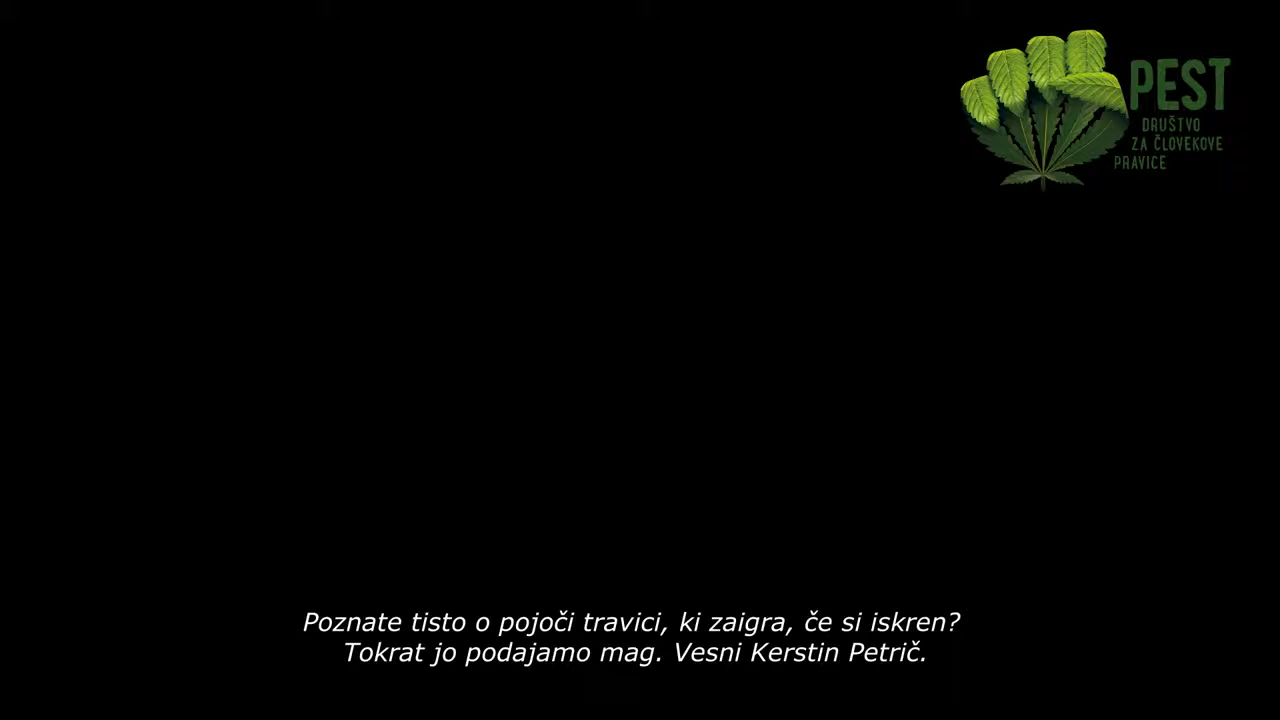 PEST
DRUŠTVO
ZA ČLOVEKOVE
PRAVICE
Poznate tisto o pojoči travici, ki zaigra, če si iskren?
Tokrat jo podajamo mag. Vesni Kerstin Petrič.